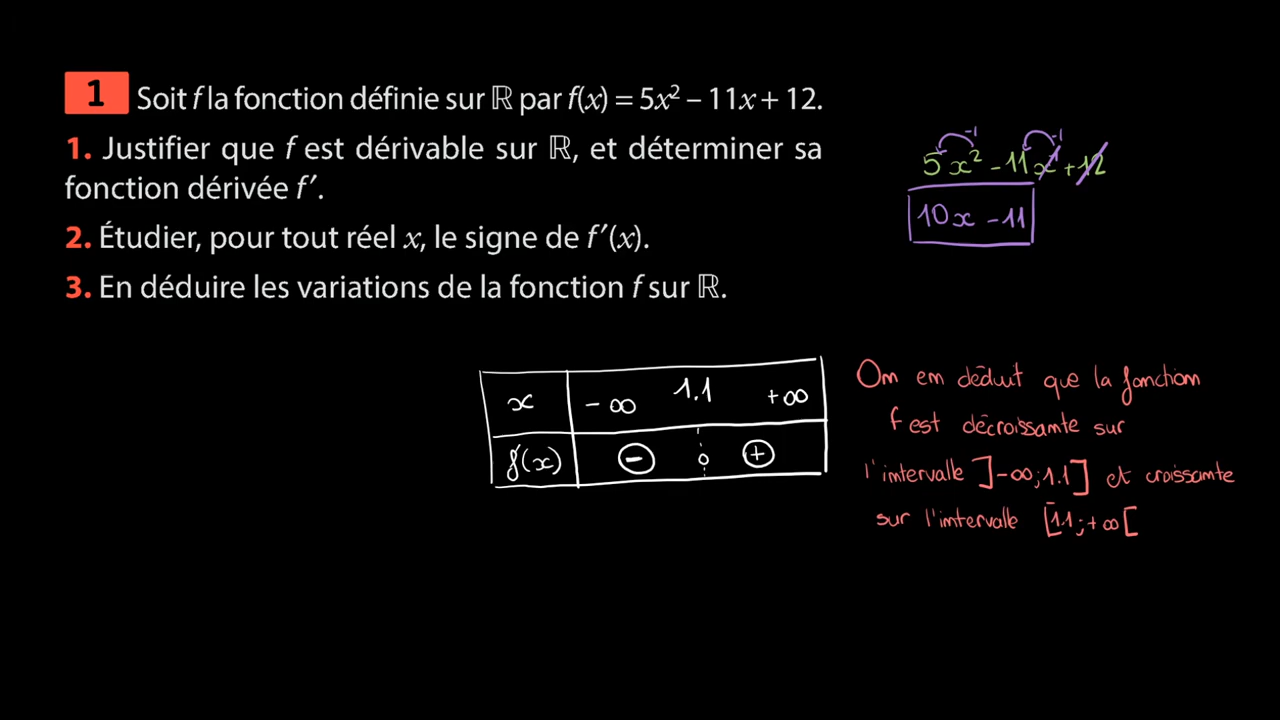 1 Soit f la fonction définie sur ℝ par f(x) = 5x² – 11x + 12.
1. Justifier que f est dérivable sur ℝ, et déterminer sa
fonction dérivée f′.
2. Étudier, pour tout réel x, le signe de f′(x).
3. En déduire les variations de la fonction f sur ℝ.
-1 -1
5x² - 11x¹ + 12
10x - 11
x - ∞ 1.1 + ∞
f(x) - 0 +
On en déduit que la fonction
f est décroissante sur
l'intervalle ]-∞;1.1] et croissante
sur l'intervalle [11;+∞[